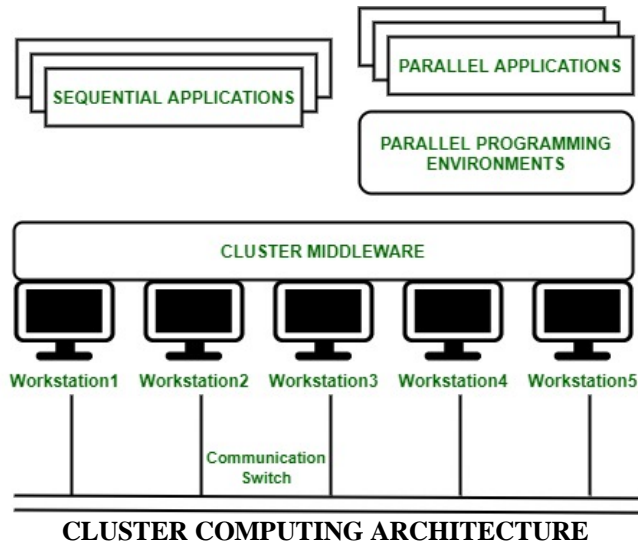 SEQUENTIAL APPLICATIONS
PARALLEL APPLICATIONS
PARALLEL PROGRAMMING
ENVIRONMENTS
CLUSTER MIDDLEWARE
Workstation1 Workstation2 Workstation3 Workstation4 Workstation5
Communication
Switch
CLUSTER COMPUTING ARCHITECTURE